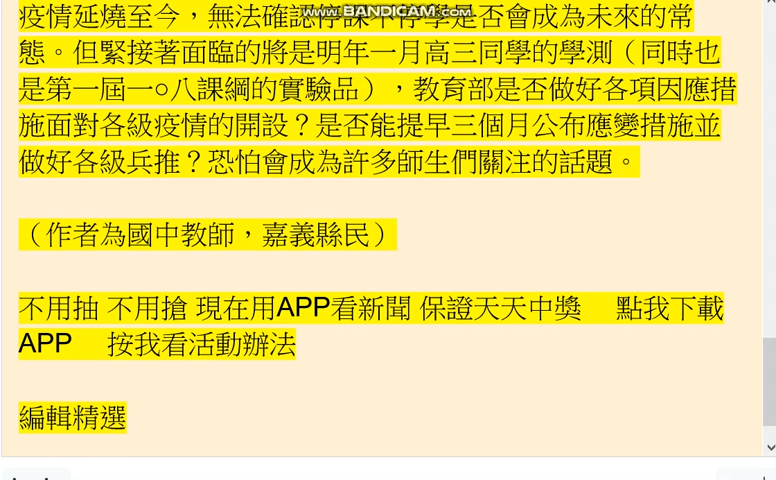 疫情延燒至今，無法確認停課不停學是否會成為未來的常
www.BANDICAM.com
態。但緊接著面臨的將是明年一月高三同學的學測（同時也
是第一屆一○八課綱的實驗品），教育部是否做好各項因應措
施面對各級疫情的開設？是否能提早三個月公布應變措施並
做好各級兵推？恐怕會成為許多師生們關注的話題。
（作者為國中教師，嘉義縣民）
不用抽 不用搶 現在用APP看新聞 保證天天中獎　 點我下載
APP　 按我看活動辦法
編輯精選